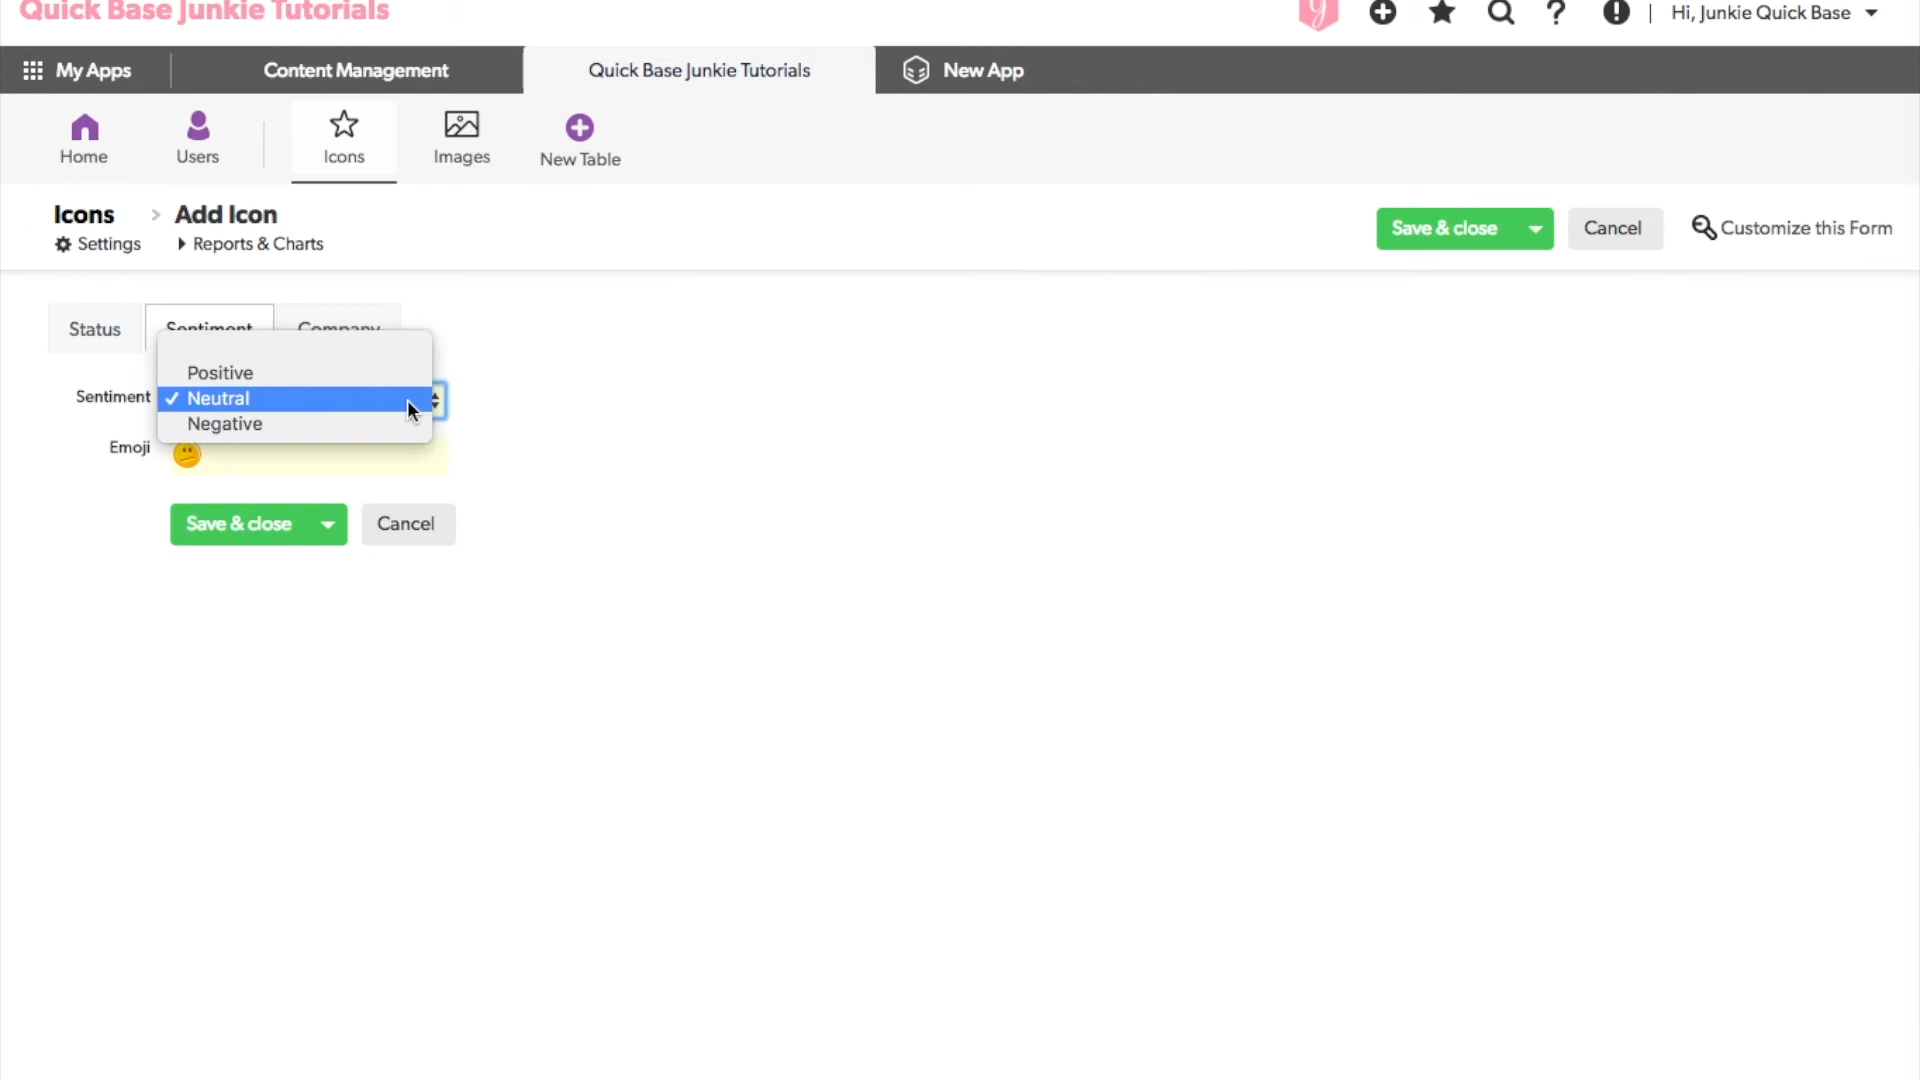 Quick Base Junkie Tutorials
Hi, Junkie Quick Base
My Apps
Content Management
Quick Base Junkie Tutorials
New App
Home
Users
Icons
Images
New Table
Icons > Add Icon
Settings
Reports & Charts
Save & close
Cancel
Customize this Form
Status
Sentiment
Company
Positive
Sentiment
✓ Neutral
Negative
Emoji
Save & close
Cancel